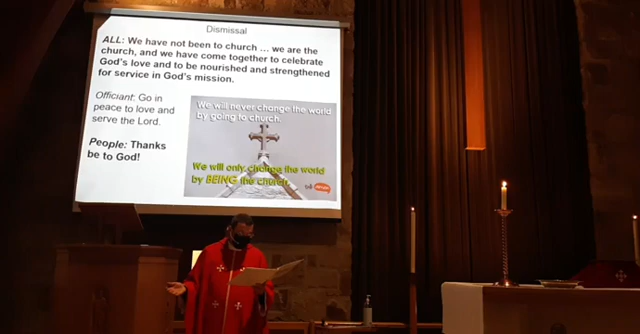 Dismissal
ALL: We have not been to church ... we are the
church, and we have come together to celebrate
God's love and to be nourished and strengthened
for service in God's mission.
Officiant: Go in
peace to love and
serve the Lord.
People: Thanks
be to God!
We will never change the world
by going to church.
We will only change the world
by BEING the church.